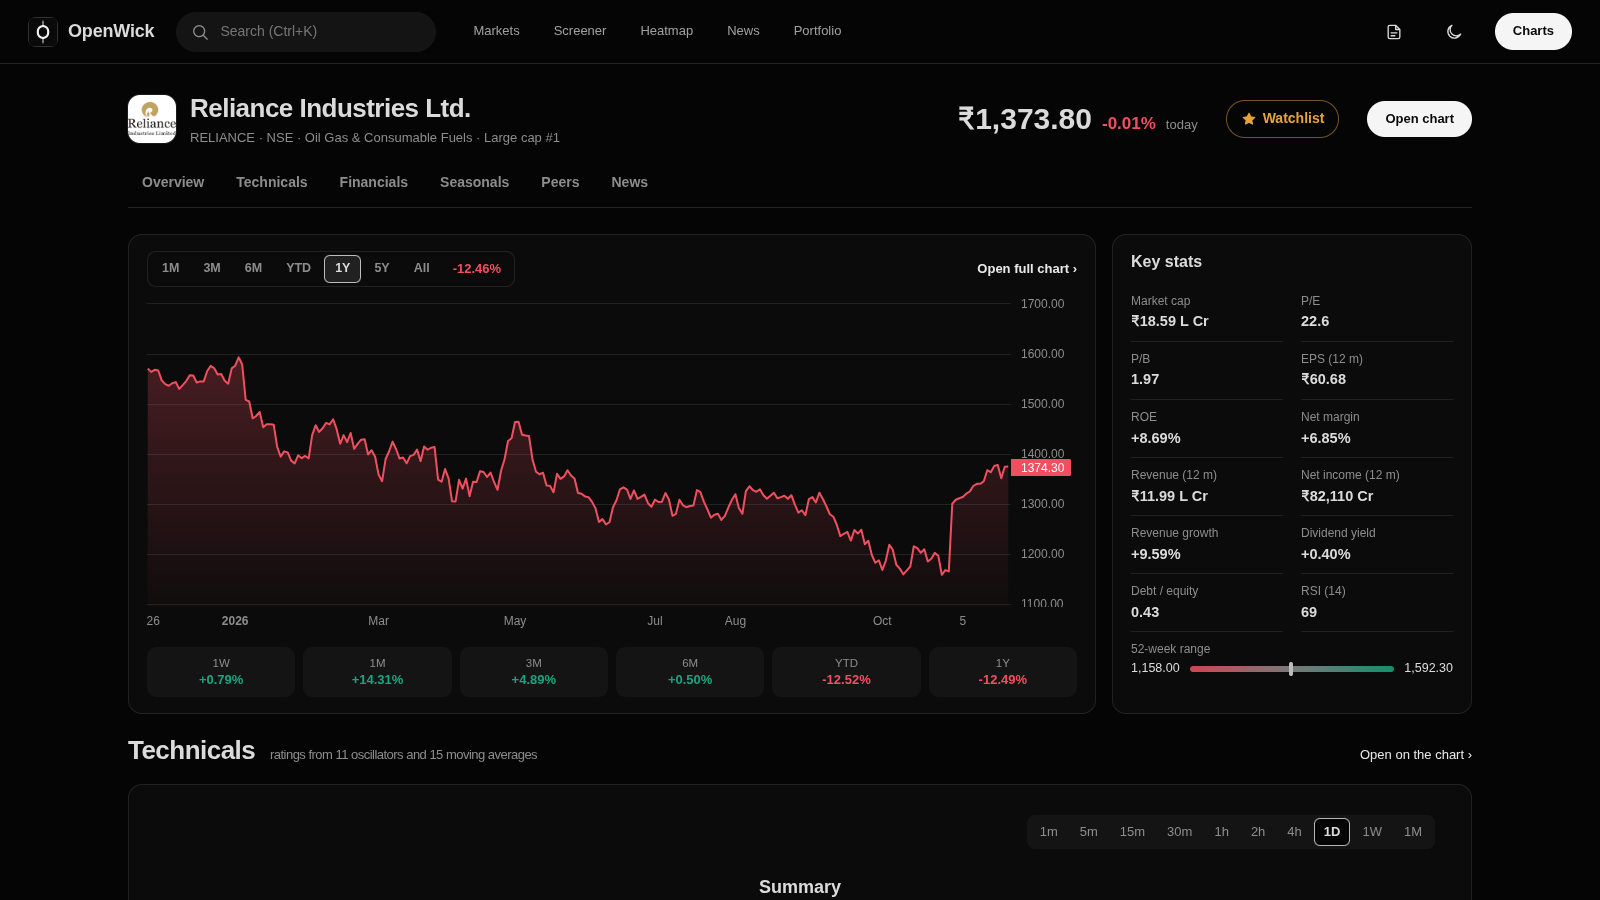 OpenWick
Search (Ctrl+K)
Markets
Screener
Heatmap
News
Portfolio
Charts
Reliance
Industries Limited
Reliance Industries Ltd.
RELIANCE · NSE · Oil Gas & Consumable Fuels · Large cap #1
₹1,373.80 -0.01% today
Watchlist
Open chart
Overview
Technicals
Financials
Seasonals
Peers
News
1M 3M 6M YTD 1Y 5Y All -12.46%
Open full chart ›
1700.00
1600.00
1500.00
1400.00
1374.30
1300.00
1200.00
1100.00
26 2026 Mar May Jul Aug Oct 5
1W
+0.79%
1M
+14.31%
3M
+4.89%
6M
+0.50%
YTD
-12.52%
1Y
-12.49%
Key stats
Market cap
₹18.59 L Cr
P/E
22.6
P/B
1.97
EPS (12 m)
₹60.68
ROE
+8.69%
Net margin
+6.85%
Revenue (12 m)
₹11.99 L Cr
Net income (12 m)
₹82,110 Cr
Revenue growth
+9.59%
Dividend yield
+0.40%
Debt / equity
0.43
RSI (14)
69
52-week range
1,158.00
1,592.30
Technicals
ratings from 11 oscillators and 15 moving averages
Open on the chart ›
1m 5m 15m 30m 1h 2h 4h 1D 1W 1M
Summary